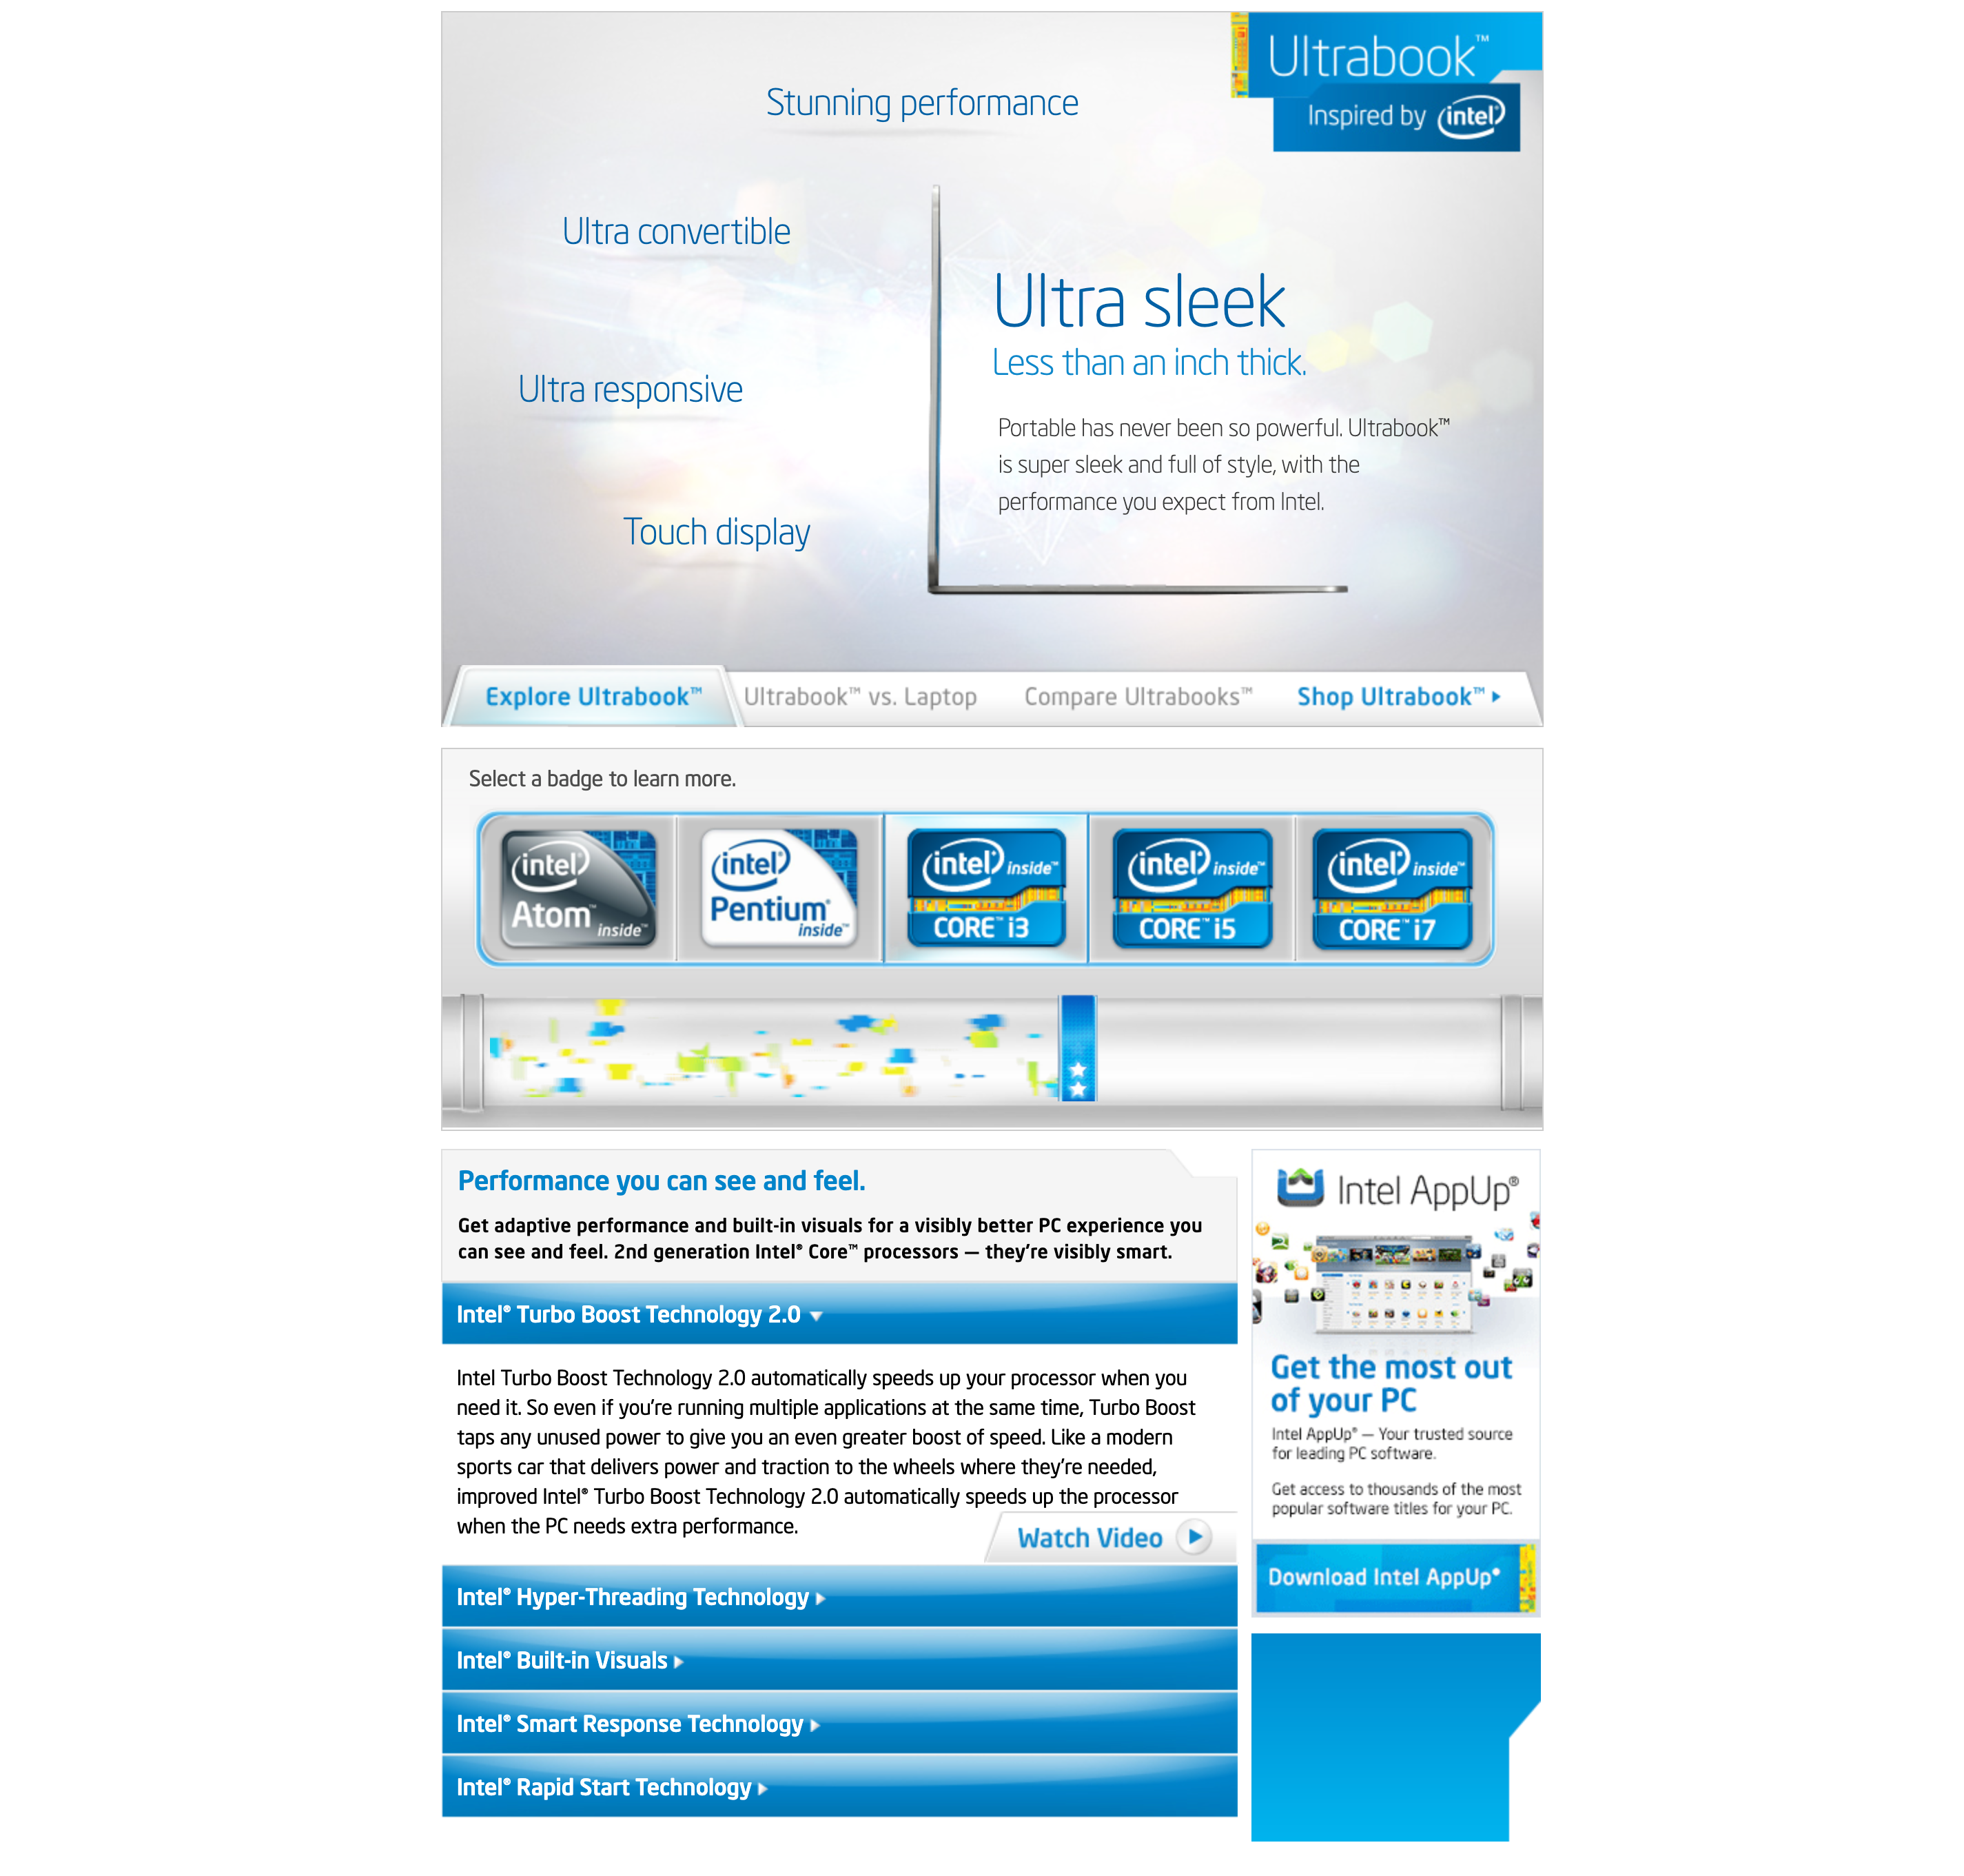 Ultrabook™
Inspired by intel®
Stunning performance
Ultra convertible
Ultra sleek
Less than an inch thick.
Ultra responsive
Portable has never been so powerful. Ultrabook™
is super sleek and full of style, with the
performance you expect from Intel.
Touch display
Explore Ultrabook™ Ultrabook™ vs. Laptop Compare Ultrabooks™ Shop Ultrabook™
Select a badge to learn more.
intel® Atom™ inside™
intel® Pentium® inside™
intel® inside™ CORE™ i3
intel® inside™ CORE™ i5
intel® inside™ CORE™ i7
Performance you can see and feel.
Get adaptive performance and built-in visuals for a visibly better PC experience you
can see and feel. 2nd generation Intel® Core™ processors — they're visibly smart.
Intel® Turbo Boost Technology 2.0
Intel Turbo Boost Technology 2.0 automatically speeds up your processor when you
need it. So even if you're running multiple applications at the same time, Turbo Boost
taps any unused power to give you an even greater boost of speed. Like a modern
sports car that delivers power and traction to the wheels where they're needed,
improved Intel® Turbo Boost Technology 2.0 automatically speeds up the processor
when the PC needs extra performance.
Watch Video
Intel® Hyper-Threading Technology
Intel® Built-in Visuals
Intel® Smart Response Technology
Intel® Rapid Start Technology
Intel AppUp®
Get the most out
of your PC
Intel AppUp® — Your trusted source
for leading PC software.
Get access to thousands of the most
popular software titles for your PC.
Download Intel AppUp®